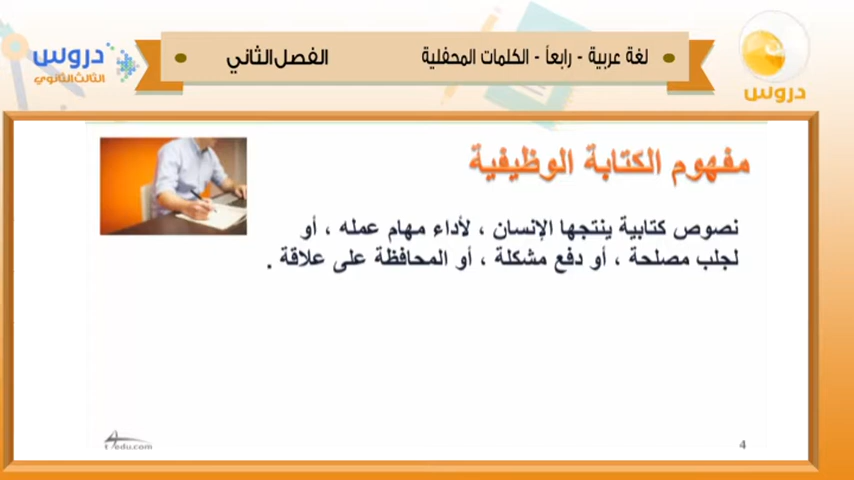 دروس
الثالث الثانوي
لغة عربية - رابعاً - الكلمات المحفلية
الفصل الثاني
دروس
مفهوم الكتابة الوظيفية
نصوص كتابية ينتجها الإنسان ، لأداء مهام عمله ، أو
لجلب مصلحة ، أو دفع مشكلة ، أو المحافظة على علاقة .
4